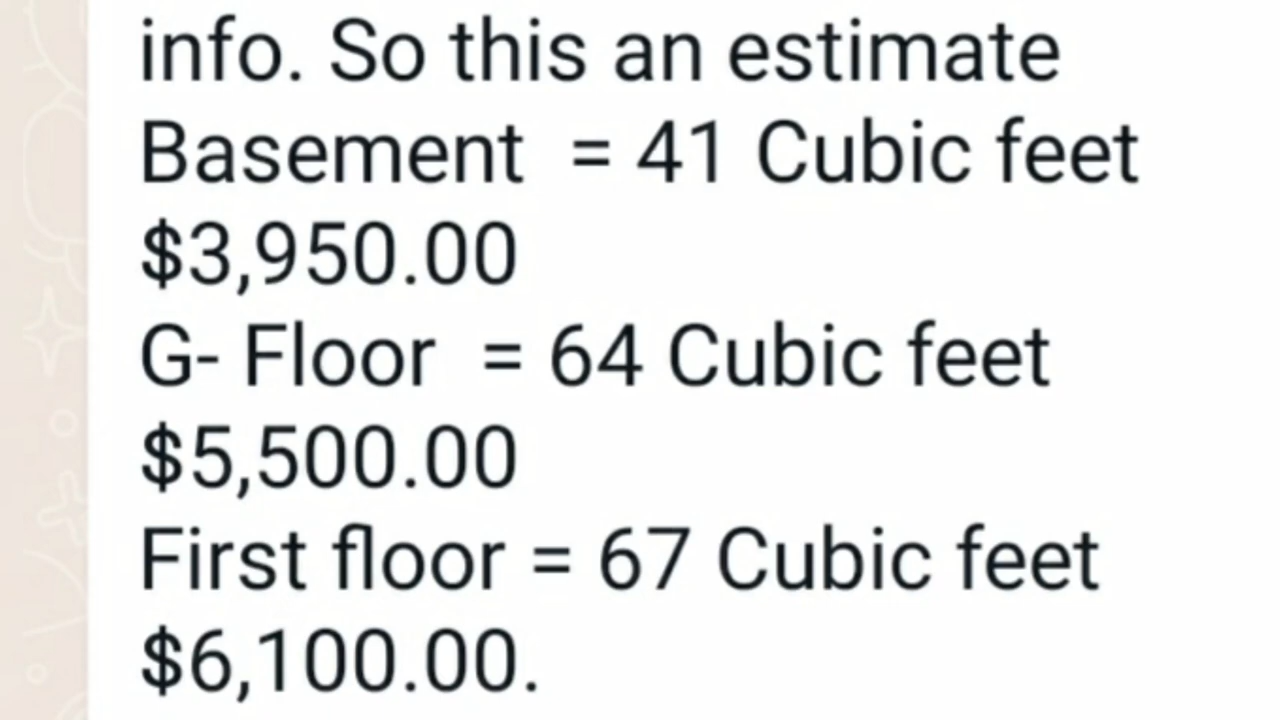 info. So this an estimate
Basement  = 41 Cubic feet
$3,950.00
G- Floor  = 64 Cubic feet
$5,500.00
First floor = 67 Cubic feet
$6,100.00.